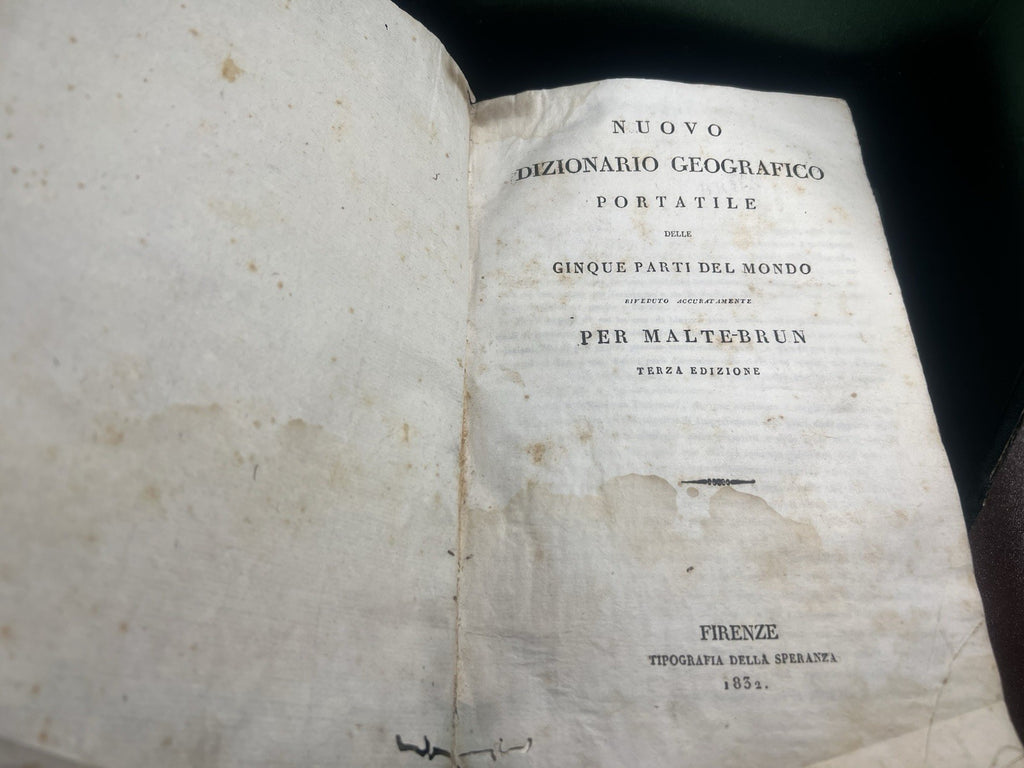 NUOVO
DIZIONARIO GEOGRAFICO
PORTATILE
DELLE
GINQUE PARTI DEL MONDO
RIVEDUTO ACCURATAMENTE
PER MALTE-BRUN
TERZA EDIZIONE
FIRENZE
TIPOGRAFIA DELLA SPERANZA
1832.